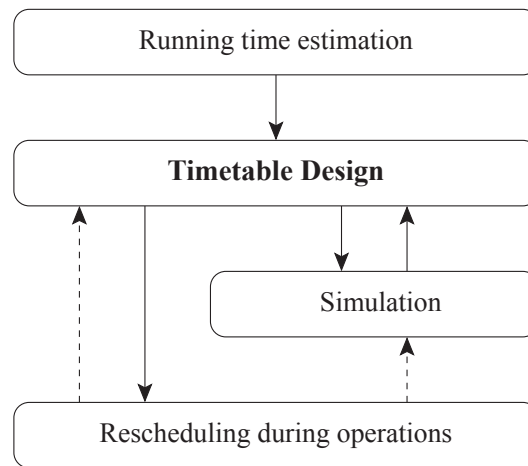 Running time estimation
Timetable Design
Simulation
Rescheduling during operations